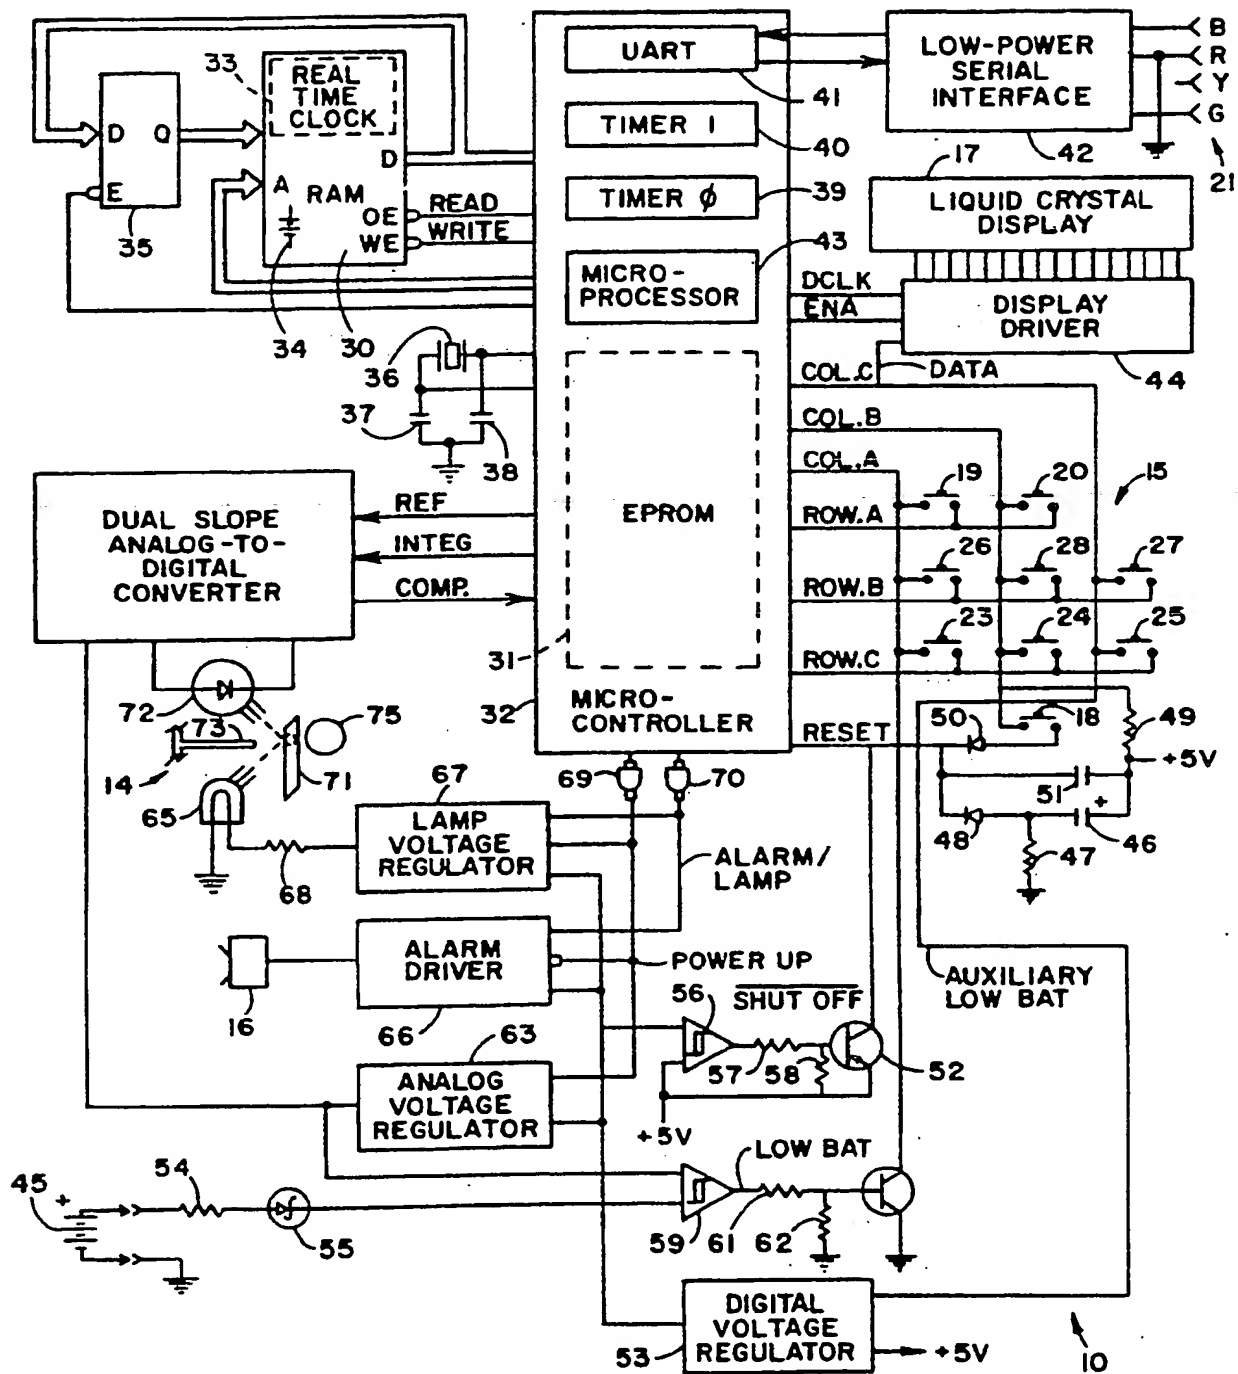 33
REAL
TIME
CLOCK
D
Q
E
A
RAM
D
OE
WE
READ
WRITE
35
34
30
36
37
38
UART
41
TIMER 1
40
TIMER φ
39
43
MICRO-
PROCESSOR
EPROM
31
32
MICRO-
CONTROLLER
LOW-POWER
SERIAL
INTERFACE
42
B
R
Y
G
21
17
LIQUID CRYSTAL
DISPLAY
DCLK
ENA
DISPLAY
DRIVER
44
COL.C
DATA
COL.B
COL.A
19
20
15
ROW.A
26
28
27
ROW.B
23
24
25
ROW.C
RESET
50
18
49
+5V
51
+
48
46
47
DUAL SLOPE
ANALOG-TO-
DIGITAL
CONVERTER
REF
INTEG
COMP.
72
73
75
14
71
65
68
67
LAMP
VOLTAGE
REGULATOR
69
70
ALARM/
LAMP
ALARM
DRIVER
16
66
POWER UP
63
ANALOG
VOLTAGE
REGULATOR
56
SHUT OFF
57
58
52
+5V
AUXILIARY
LOW BAT
LOW BAT
45
+
54
55
59
61
62
DIGITAL
VOLTAGE
REGULATOR
53
+5V
10